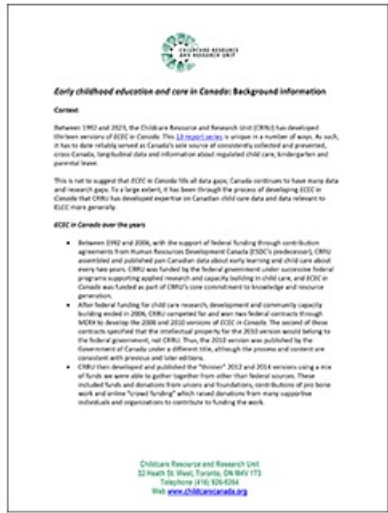 CHILDCARE RESOURCE
AND RESEARCH UNIT
Early childhood education and care in Canada: Background information
Context
Between 1992 and 2023, the Childcare Resource and Research Unit (CRRU) has developed
thirteen versions of ECEC in Canada. This 13 report series is unique in a number of ways. As such,
it has to date reliably served as Canada's sole source of consistently collected and presented,
cross Canada, longitudinal data and information about regulated child care, kindergarten and
parental leave.
This is not to suggest that ECEC in Canada fills all data gaps; Canada continues to have many data
and research gaps. To a large extent, it has been through the process of developing ECEC in
Canada that CRRU has developed expertise on Canadian child care data and data relevant to
ELCC more generally.
ECEC in Canada over the years
• Between 1992 and 2006, with the support of federal funding through contribution
agreements from Human Resources Development Canada (ESDC's predecessor), CRRU
assembled and published pan Canadian data about early learning and child care about
every two years. CRRU was funded by the federal government under successive federal
programs supporting applied research and capacity building in child care, and ECEC in
Canada was funded as part of CRRU's core commitment to knowledge and resource
generation.
• After federal funding for child care research, development and community capacity
building ended in 2006, CRRU competed for and won two federal contracts through
MERX to develop the 2008 and 2010 versions of ECEC in Canada. The second of these
contracts specified that the intellectual property for the 2010 version would belong to
the federal government, not CRRU. Thus, the 2010 version was published by the
Government of Canada under a different title, although the process and content are
consistent with previous and later editions.
• CRRU then developed and published the "thinner" 2012 and 2014 versions using a mix
of funds we were able to gather together from other than federal sources. These
included funds and donations from unions and foundations, contributions of pro bono
work and online "crowd funding" which raised donations from many supportive
individuals and organizations to contribute to funding the work.
Childcare Resource and Research Unit
32 Heath St. West, Toronto, ON M4V 1T3
Telephone (416) 926-9264
Web www.childcarecanada.org